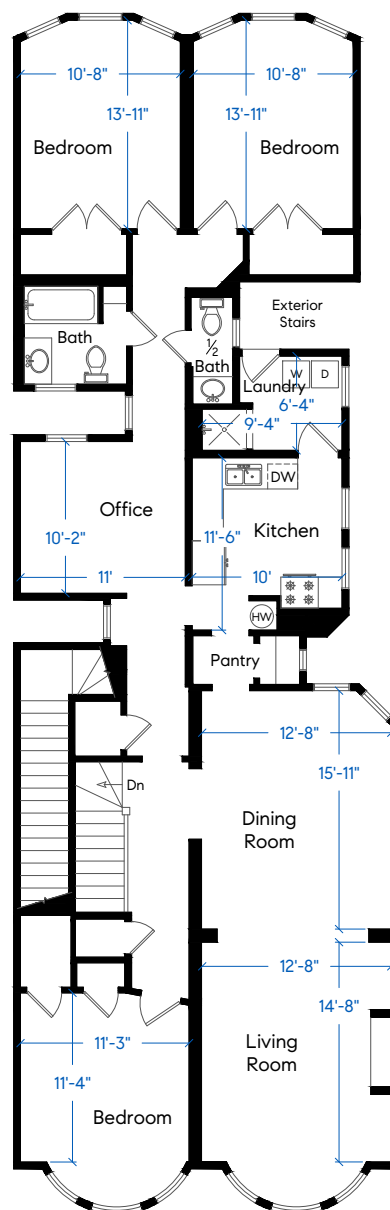 10'-8"
10'-8"
13'-11"
13'-11"
Bedroom
Bedroom
Exterior
Stairs
Bath
1/2
Bath
Laundry
W
D
6'-4"
9'-4"
DW
Office
Kitchen
10'-2"
11'-6"
11'
10'
HW
Pantry
12'-8"
15'-11"
Dn
Dining
Room
12'-8"
14'-8"
11'-3"
Living
Room
11'-4"
Bedroom